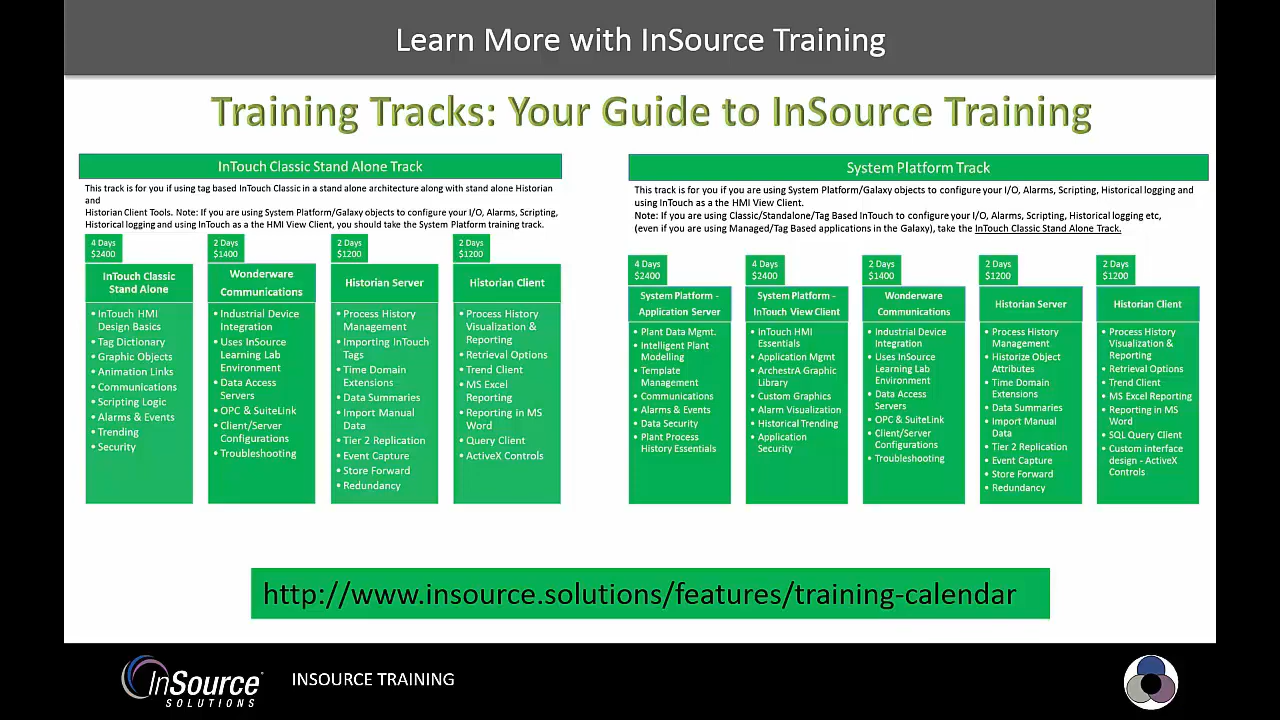 Learn More with InSource Training
Training Tracks: Your Guide to InSource Training
InTouch Classic Stand Alone Track
This track is for you if using tag based InTouch Classic in a stand alone architecture along with stand alone Historian
and
Historian Client Tools. Note: If you are using System Platform/Galaxy objects to configure your I/O, Alarms, Scripting,
Historical logging and using InTouch as a the HMI View Client, you should take the System Platform training track.
4 Days
$2400
InTouch Classic
Stand Alone
• InTouch HMI
Design Basics
• Tag Dictionary
• Graphic Objects
• Animation Links
• Communications
• Scripting Logic
• Alarms & Events
• Trending
• Security
2 Days
$1400
Wonderware
Communications
• Industrial Device
Integration
• Uses InSource
Learning Lab
Environment
• Data Access
Servers
• OPC & SuiteLink
• Client/Server
Configurations
• Troubleshooting
2 Days
$1200
Historian Server
• Process History
Management
• Importing InTouch
Tags
• Time Domain
Extensions
• Data Summaries
• Import Manual
Data
• Tier 2 Replication
• Event Capture
• Store Forward
• Redundancy
2 Days
$1200
Historian Client
• Process History
Visualization &
Reporting
• Retrieval Options
• Trend Client
• MS Excel
Reporting
• Reporting in MS
Word
• Query Client
• ActiveX Controls
System Platform Track
This track is for you if you are using System Platform/Galaxy objects to configure your I/O, Alarms, Scripting, Historical logging and
using InTouch as a the HMI View Client.
Note: If you are using Classic/Standalone/Tag Based InTouch to configure your I/O, Alarms, Scripting, Historical logging etc,
(even if you are using Managed/Tag Based applications in the Galaxy), take the InTouch Classic Stand Alone Track.
4 Days
$2400
System Platform -
Application Server
• Plant Data Mgmt.
• Intelligent Plant
Modelling
• Template
Management
• Communications
• Alarms & Events
• Data Security
• Plant Process
History Essentials
4 Days
$2400
System Platform -
InTouch View Client
• InTouch HMI
Essentials
• Application Mgmt
• ArchestrA Graphic
Library
• Custom Graphics
• Alarm Visualization
• Historical Trending
• Application
Security
2 Days
$1400
Wonderware
Communications
• Industrial Device
Integration
• Uses InSource
Learning Lab
Environment
• Data Access
Servers
• OPC & SuiteLink
• Client/Server
Configurations
• Troubleshooting
2 Days
$1200
Historian Server
• Process History
Management
• Historize Object
Attributes
• Time Domain
Extensions
• Data Summaries
• Import Manual
Data
• Tier 2 Replication
• Event Capture
• Store Forward
• Redundancy
2 Days
$1200
Historian Client
• Process History
Visualization &
Reporting
• Retrieval Options
• Trend Client
• MS Excel Reporting
• Reporting in MS
Word
• SQL Query Client
• Custom interface
design - ActiveX
Controls
http://www.insource.solutions/features/training-calendar
InSource
SOLUTIONS
INSOURCE TRAINING